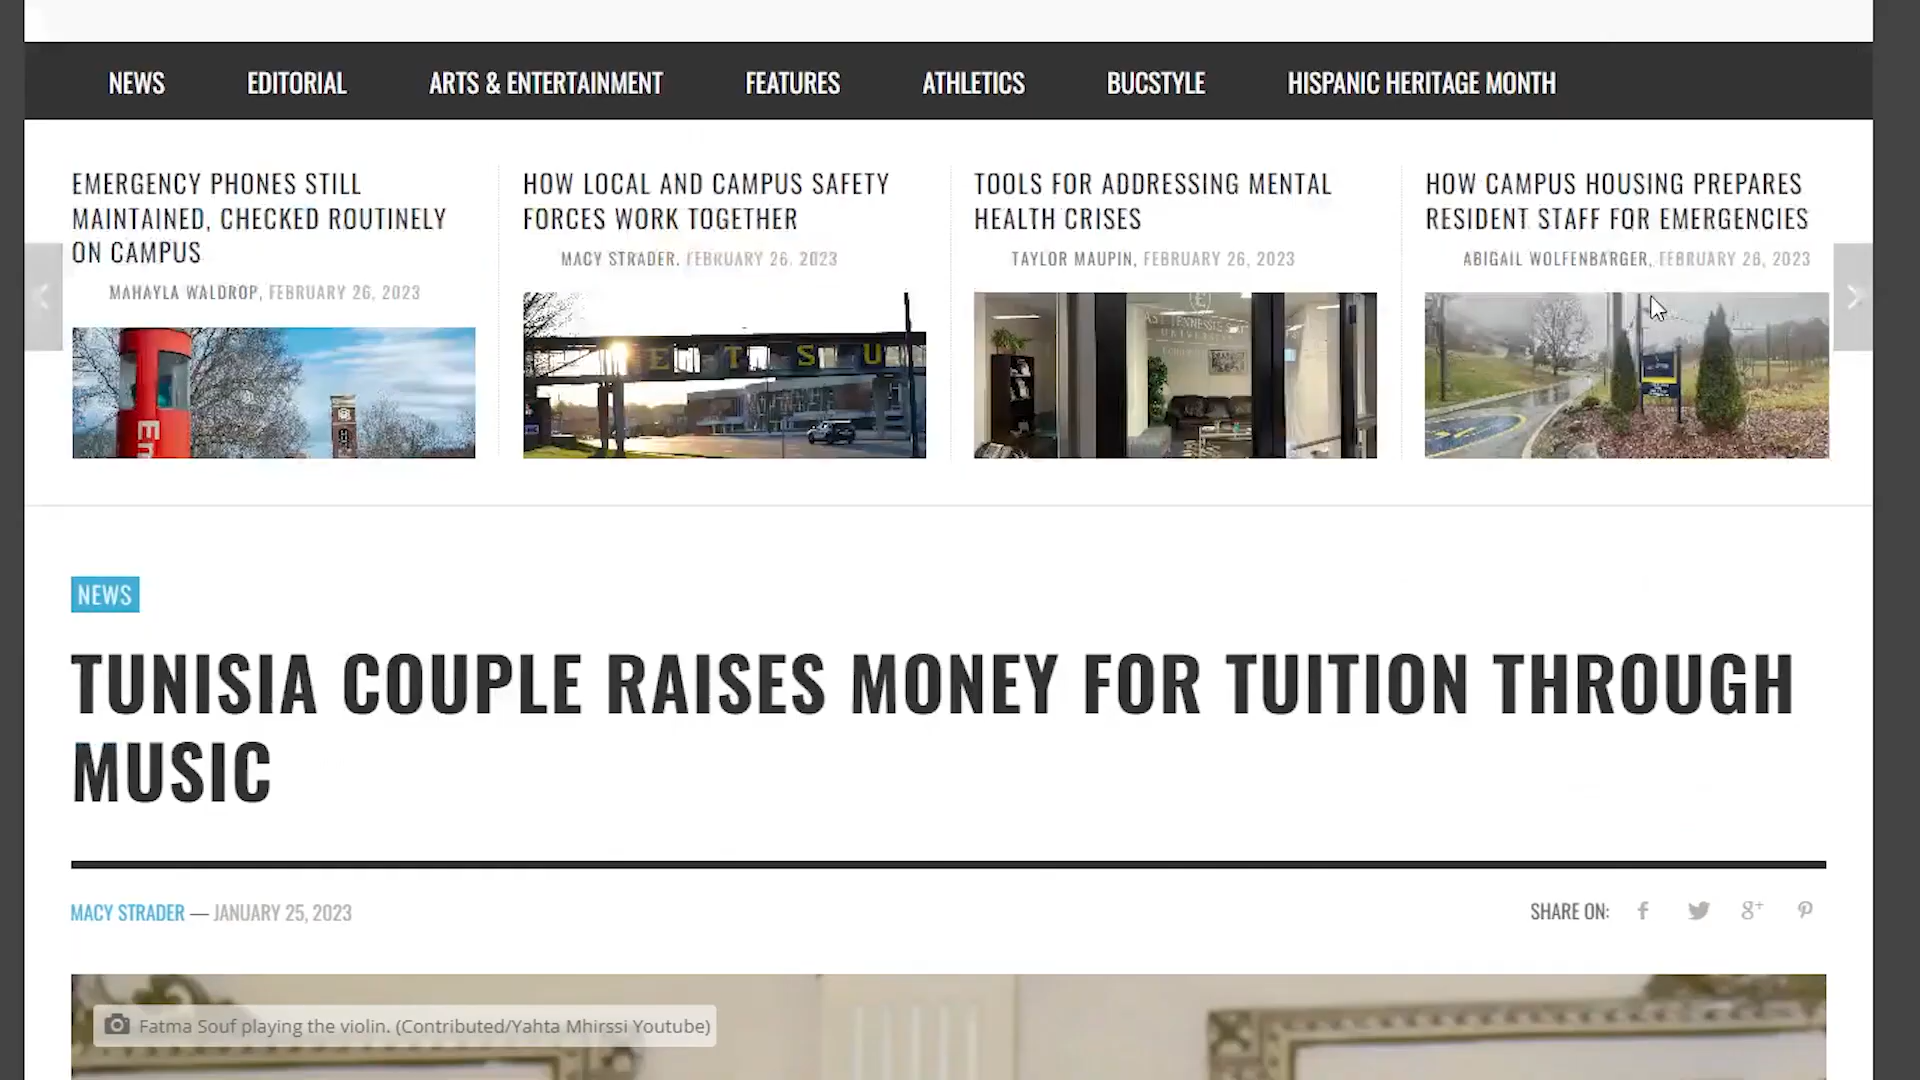 NEWS EDITORIAL ARTS & ENTERTAINMENT FEATURES ATHLETICS BUCSTYLE HISPANIC HERITAGE MONTH
EMERGENCY PHONES STILL
MAINTAINED, CHECKED ROUTINELY
ON CAMPUS
MAHAYLA WALDROP, FEBRUARY 26, 2023
HOW LOCAL AND CAMPUS SAFETY
FORCES WORK TOGETHER
MACY STRADER, FEBRUARY 26, 2023
TOOLS FOR ADDRESSING MENTAL
HEALTH CRISES
TAYLOR MAUPIN, FEBRUARY 26, 2023
HOW CAMPUS HOUSING PREPARES
RESIDENT STAFF FOR EMERGENCIES
ABIGAIL WOLFENBARGER, FEBRUARY 26, 2023
Em
E T S U
NEWS
TUNISIA COUPLE RAISES MONEY FOR TUITION THROUGH
MUSIC
MACY STRADER — JANUARY 25, 2023
SHARE ON:
Fatma Souf playing the violin. (Contributed/Yahta Mhirssi Youtube)